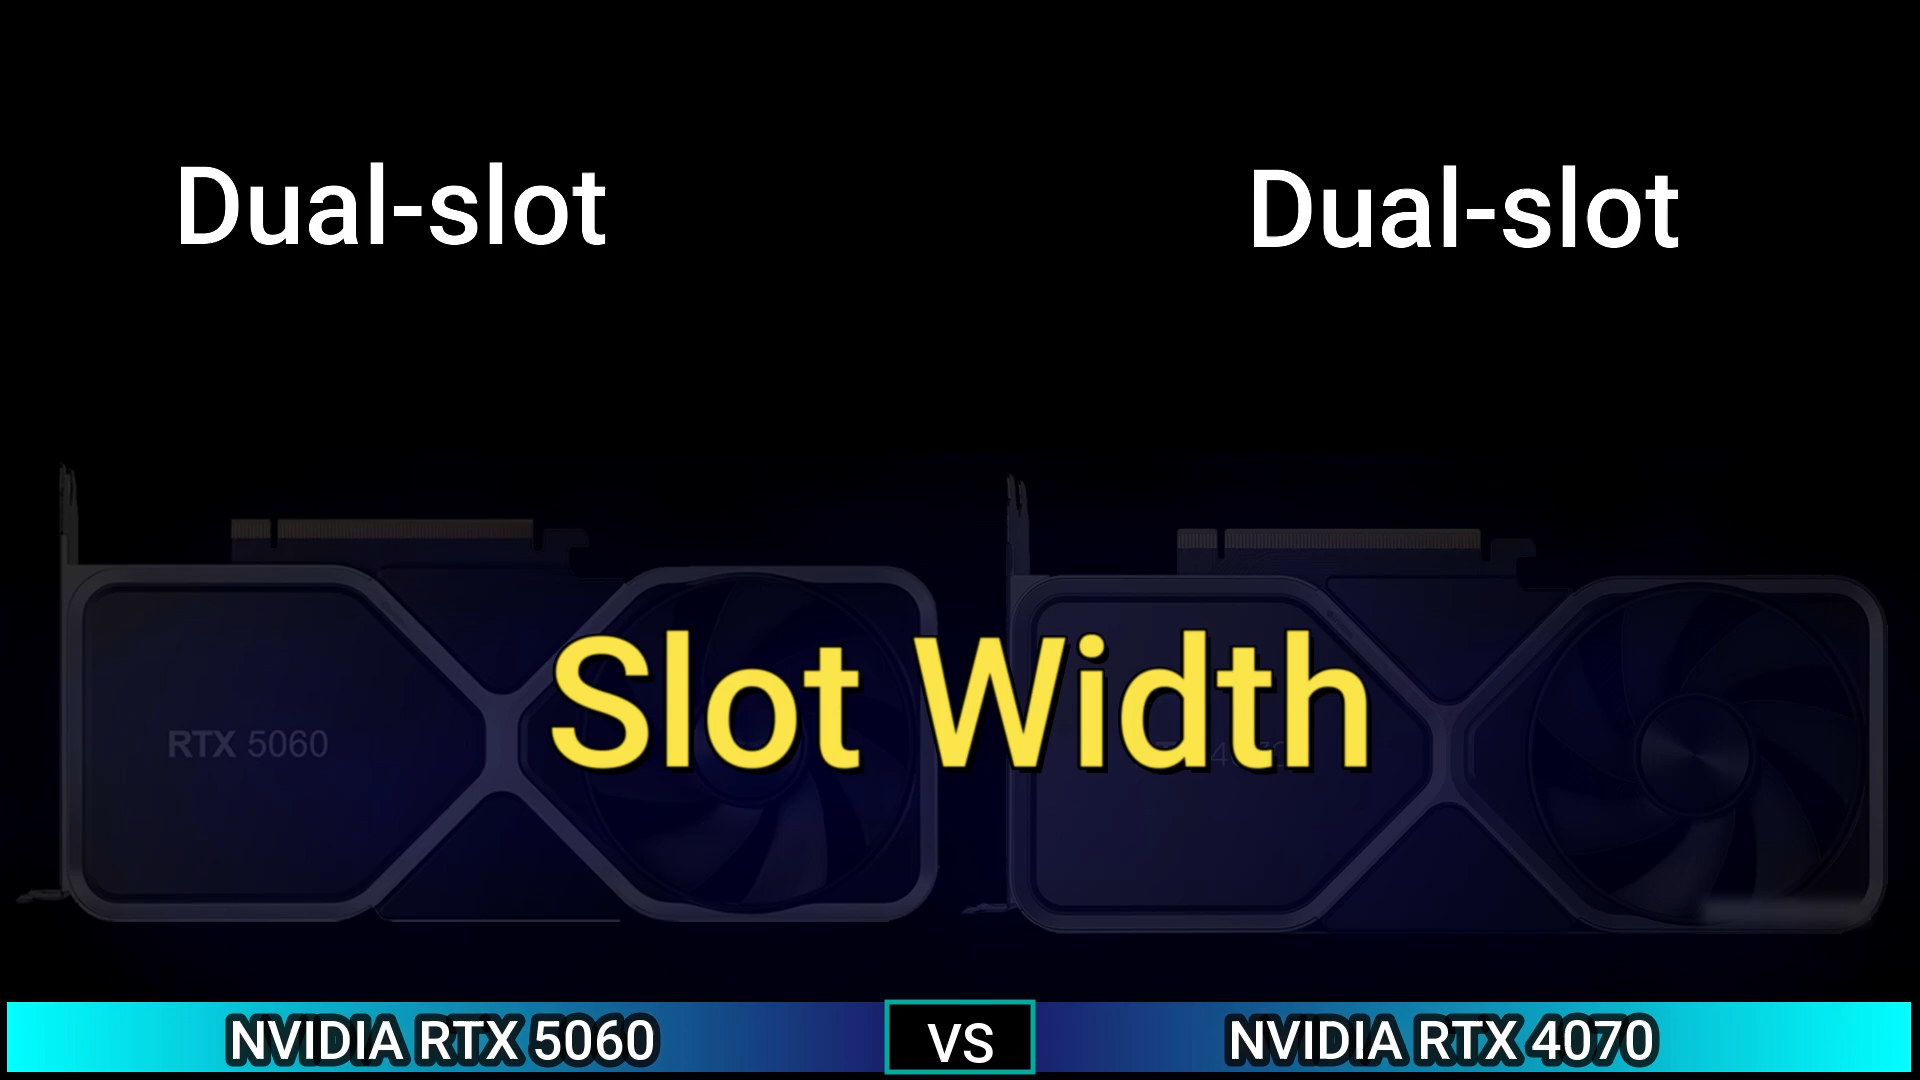 Dual-slot
Dual-slot
Slot Width
RTX 5060
NVIDIA RTX 5060
VS
NVIDIA RTX 4070